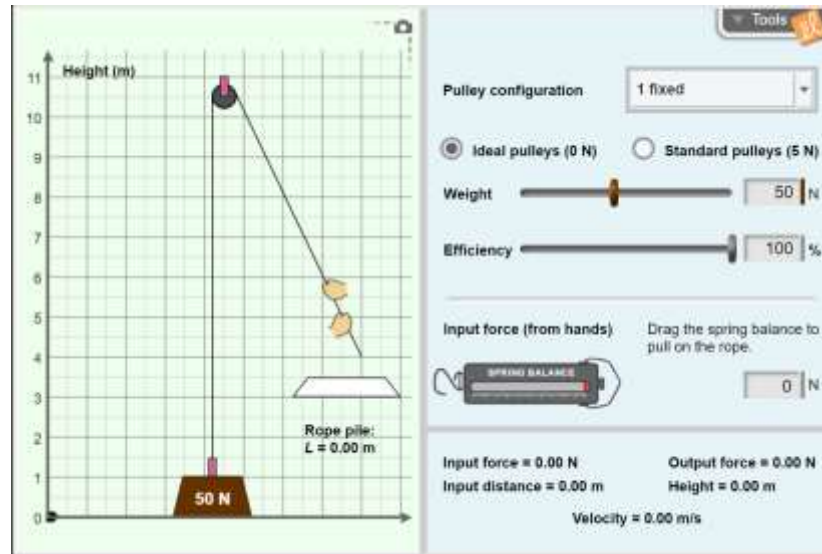 Height (m)
11
10
9
8
7
6
5
4
3
2
1
0
Rope pile:
L = 0.00 m
50 N
Tools
Pulley configuration
1 fixed
Ideal pulleys (0 N)
Standard pulleys (5 N)
Weight
50 N
Efficiency
100 %
Input force (from hands)
Drag the spring balance to
pull on the rope.
SPRING BALANCE
0 N
Input force = 0.00 N
Output force = 0.00 N
Input distance = 0.00 m
Height = 0.00 m
Velocity = 0.00 m/s